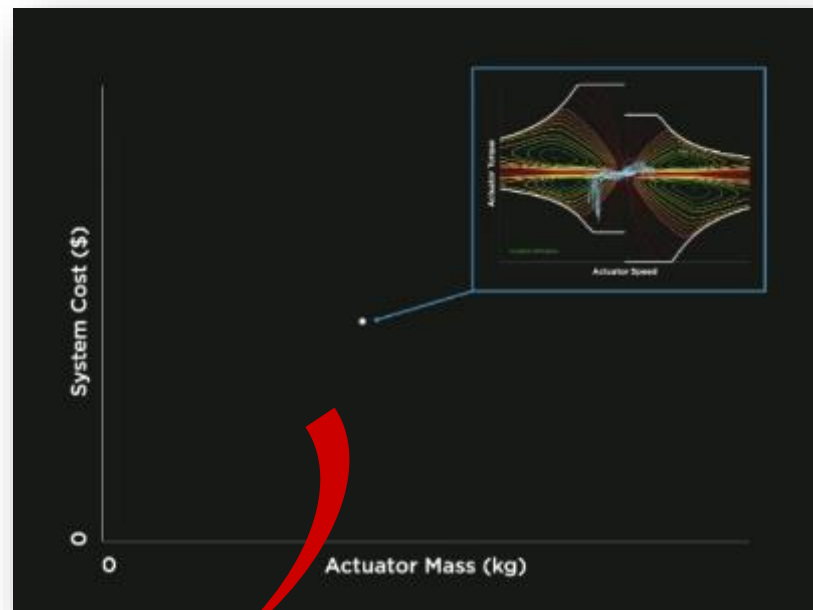 Actuator Torque
Actuator Speed
System Cost ($)
0
0
Actuator Mass (kg)